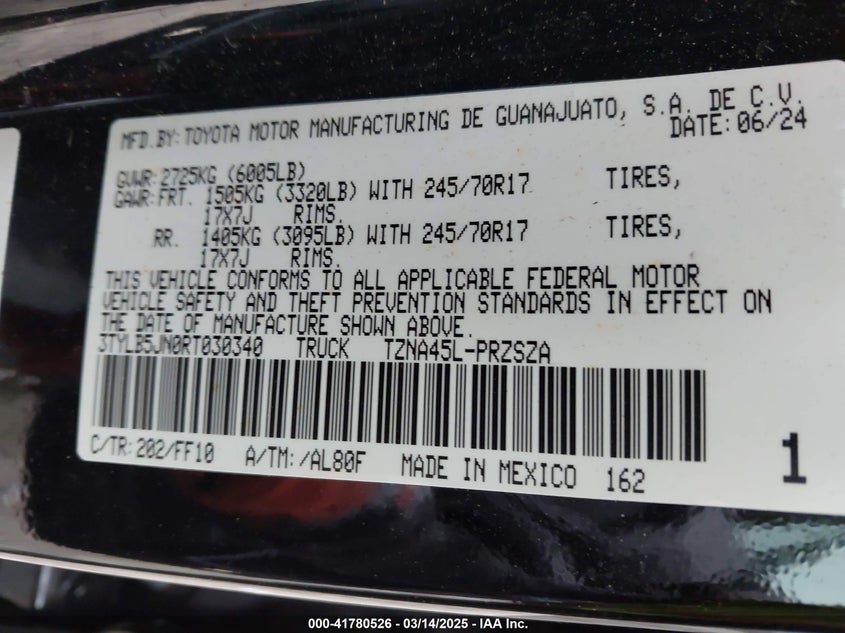 MFD.BY: TOYOTA MOTOR MANUFACTURING DE GUANAJUATO, S.A. DE C.V.
DATE: 06/24
GVWR: 2725KG (6005LB)
GAWR: FRT. 1505KG (3320LB) WITH 245/70R17 TIRES,
17X7J RIMS.
RR. 1405KG (3095LB) WITH 245/70R17 TIRES,
17X7J RIMS.
THIS VEHICLE CONFORMS TO ALL APPLICABLE FEDERAL MOTOR
VEHICLE SAFETY AND THEFT PREVENTION STANDARDS IN EFFECT ON
THE DATE OF MANUFACTURE SHOWN ABOVE.
3TYLB5JN0RT030340 TRUCK TZNA45L-PRZSZA
C/TR: 202/FF10 A/TM: /AL80F MADE IN MEXICO 162 1
000-41780526 - 03/14/2025 - IAA Inc.